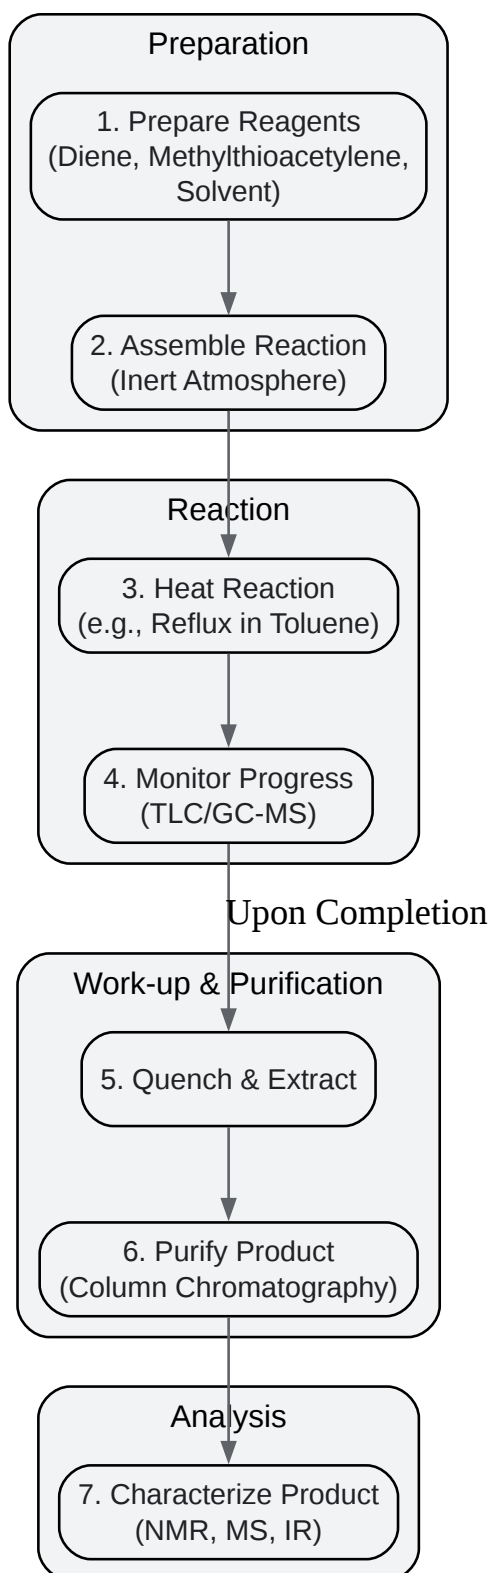 Preparation
1. Prepare Reagents
(Diene, Methylthioacetylene,
Solvent)
2. Assemble Reaction
(Inert Atmosphere)
Reaction
3. Heat Reaction
(e.g., Reflux in Toluene)
4. Monitor Progress
(TLC/GC-MS)
Upon Completion
Work-up & Purification
5. Quench & Extract
6. Purify Product
(Column Chromatography)
Analysis
7. Characterize Product
(NMR, MS, IR)